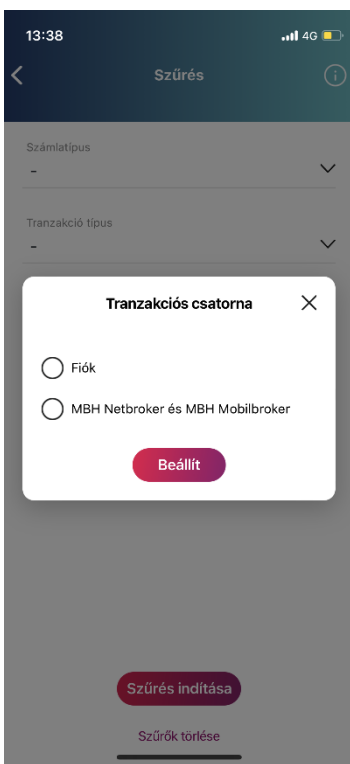 13:38
4G
Szűrés
Számlatípus
-
Tranzakció típus
-
Tranzakciós csatorna
Fiók
MBH Netbroker és MBH Mobilbroker
Beállít
Szűrés indítása
Szűrők törlése